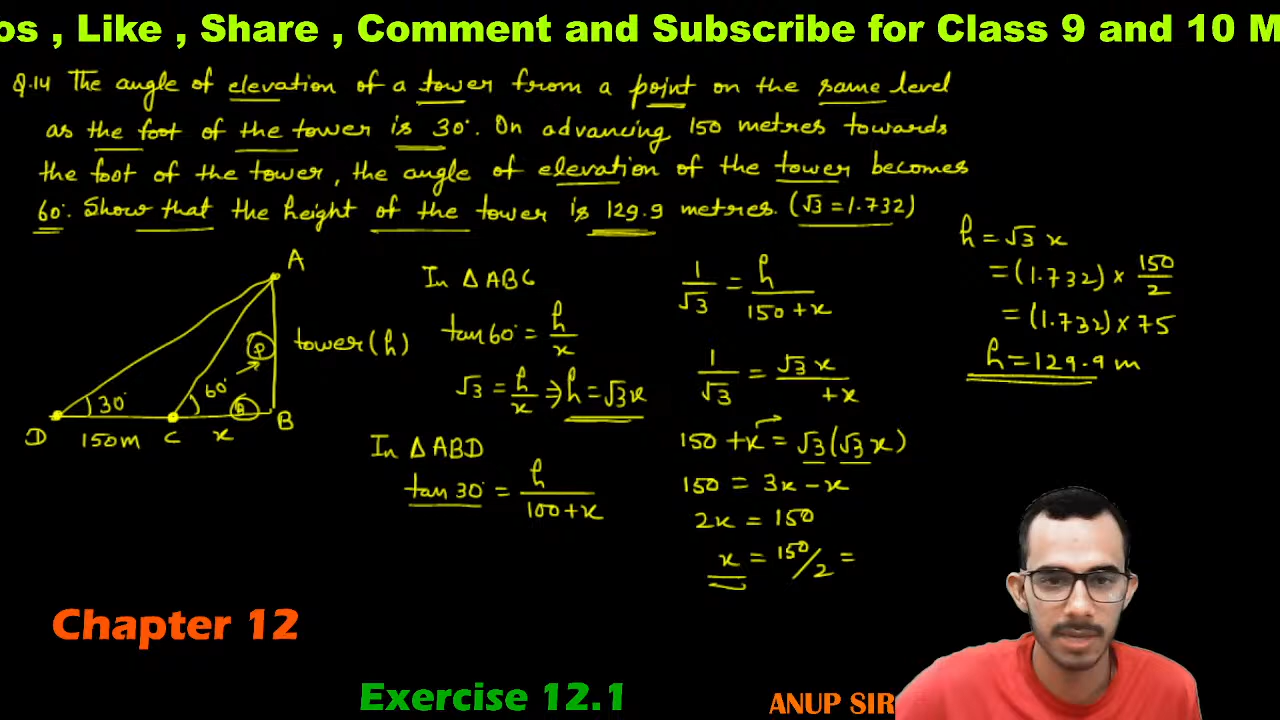 os , Like , Share , Comment and Subscribe for Class 9 and 10 M
Q.14 The angle of elevation of a tower from a point on the same level
as the foot of the tower is 30°. On advancing 150 metres towards
the foot of the tower, the angle of elevation of the tower becomes
60°. Show that the height of the tower is 129.9 metres. (√3 = 1.732)
A
tower (h)
P
60°
30°
B
B
D
150m
C
x
In △ ABC
tan 60° = h/x
√3 = h/x ⇒ h = √3x
In △ ABD
tan 30° = h/100+x
1/√3 = h/150+x
1/√3 = √3 x/+x
150 + x = √3(√3 x)
150 = 3x - x
2x = 150
x = 150/2 =
h = √3 x
= (1.732) × 150/2
= (1.732) × 75
h = 129.9 m
Chapter 12
Exercise 12.1
ANUP SIR